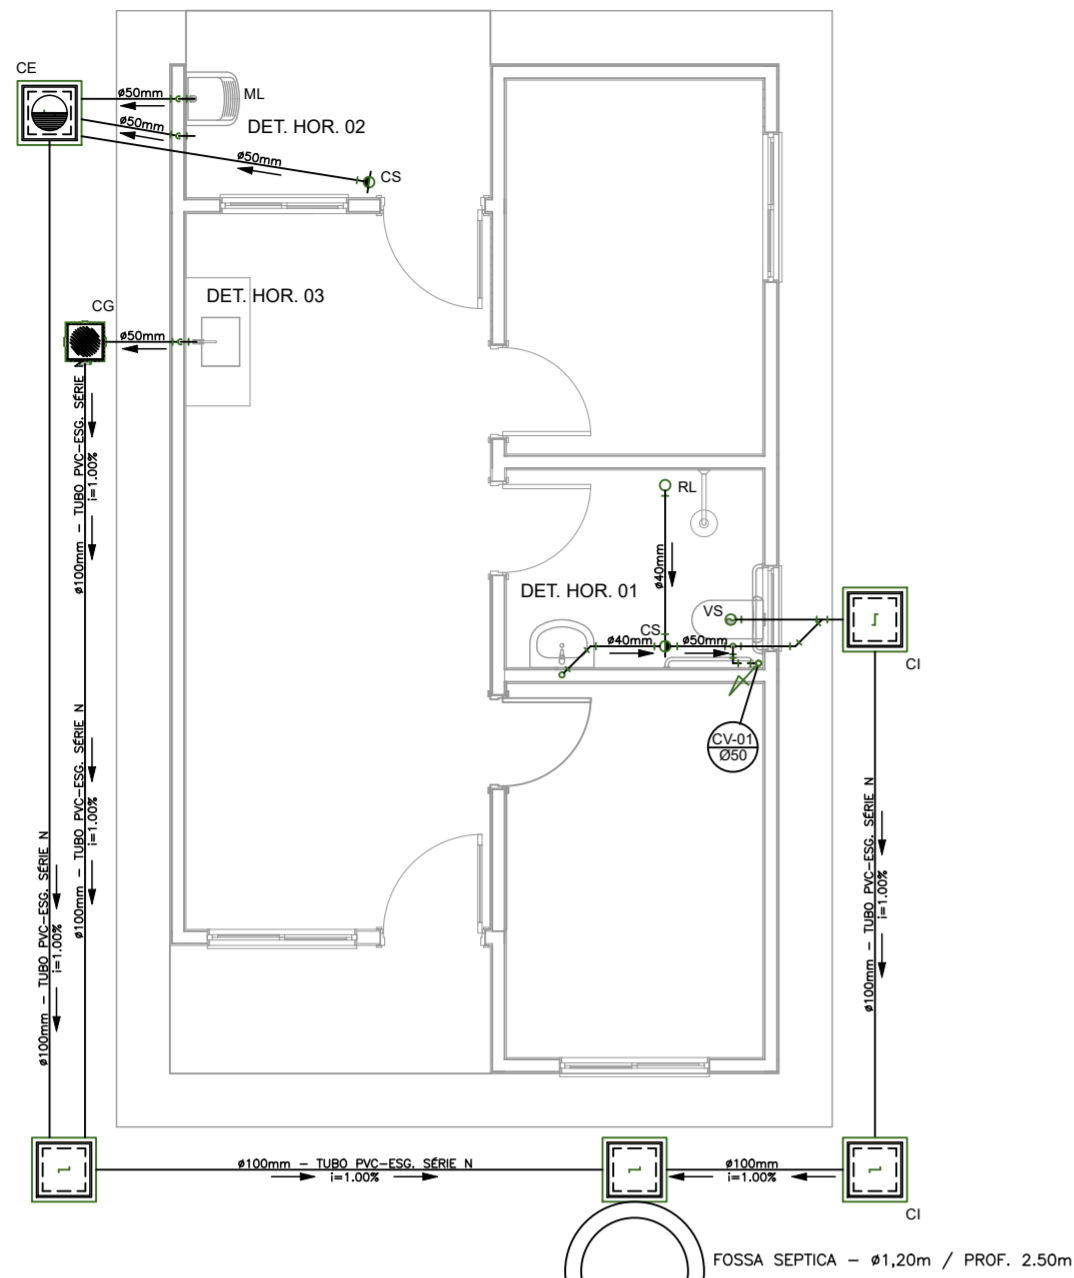 CE
ø50mm
ML
ø50mm
DET. HOR. 02
ø50mm
CS
DET. HOR. 03
CG
ø50mm
ø100mm – TUBO PVC–ESG. SÉRIE N
i=1.00%
RL
ø40mm
DET. HOR. 01
VS
CS
ø40mm
ø50mm
CI
CV-01
Ø50
ø100mm – TUBO PVC–ESG. SÉRIE N
i=1.00%
ø100mm – TUBO PVC–ESG. SÉRIE N
i=1.00%
ø100mm – TUBO PVC–ESG. SÉRIE N
i=1.00%
ø100mm – TUBO PVC–ESG. SÉRIE N
i=1.00%
ø100mm
i=1.00%
CI
FOSSA SEPTICA – ø1,20m / PROF. 2.50m